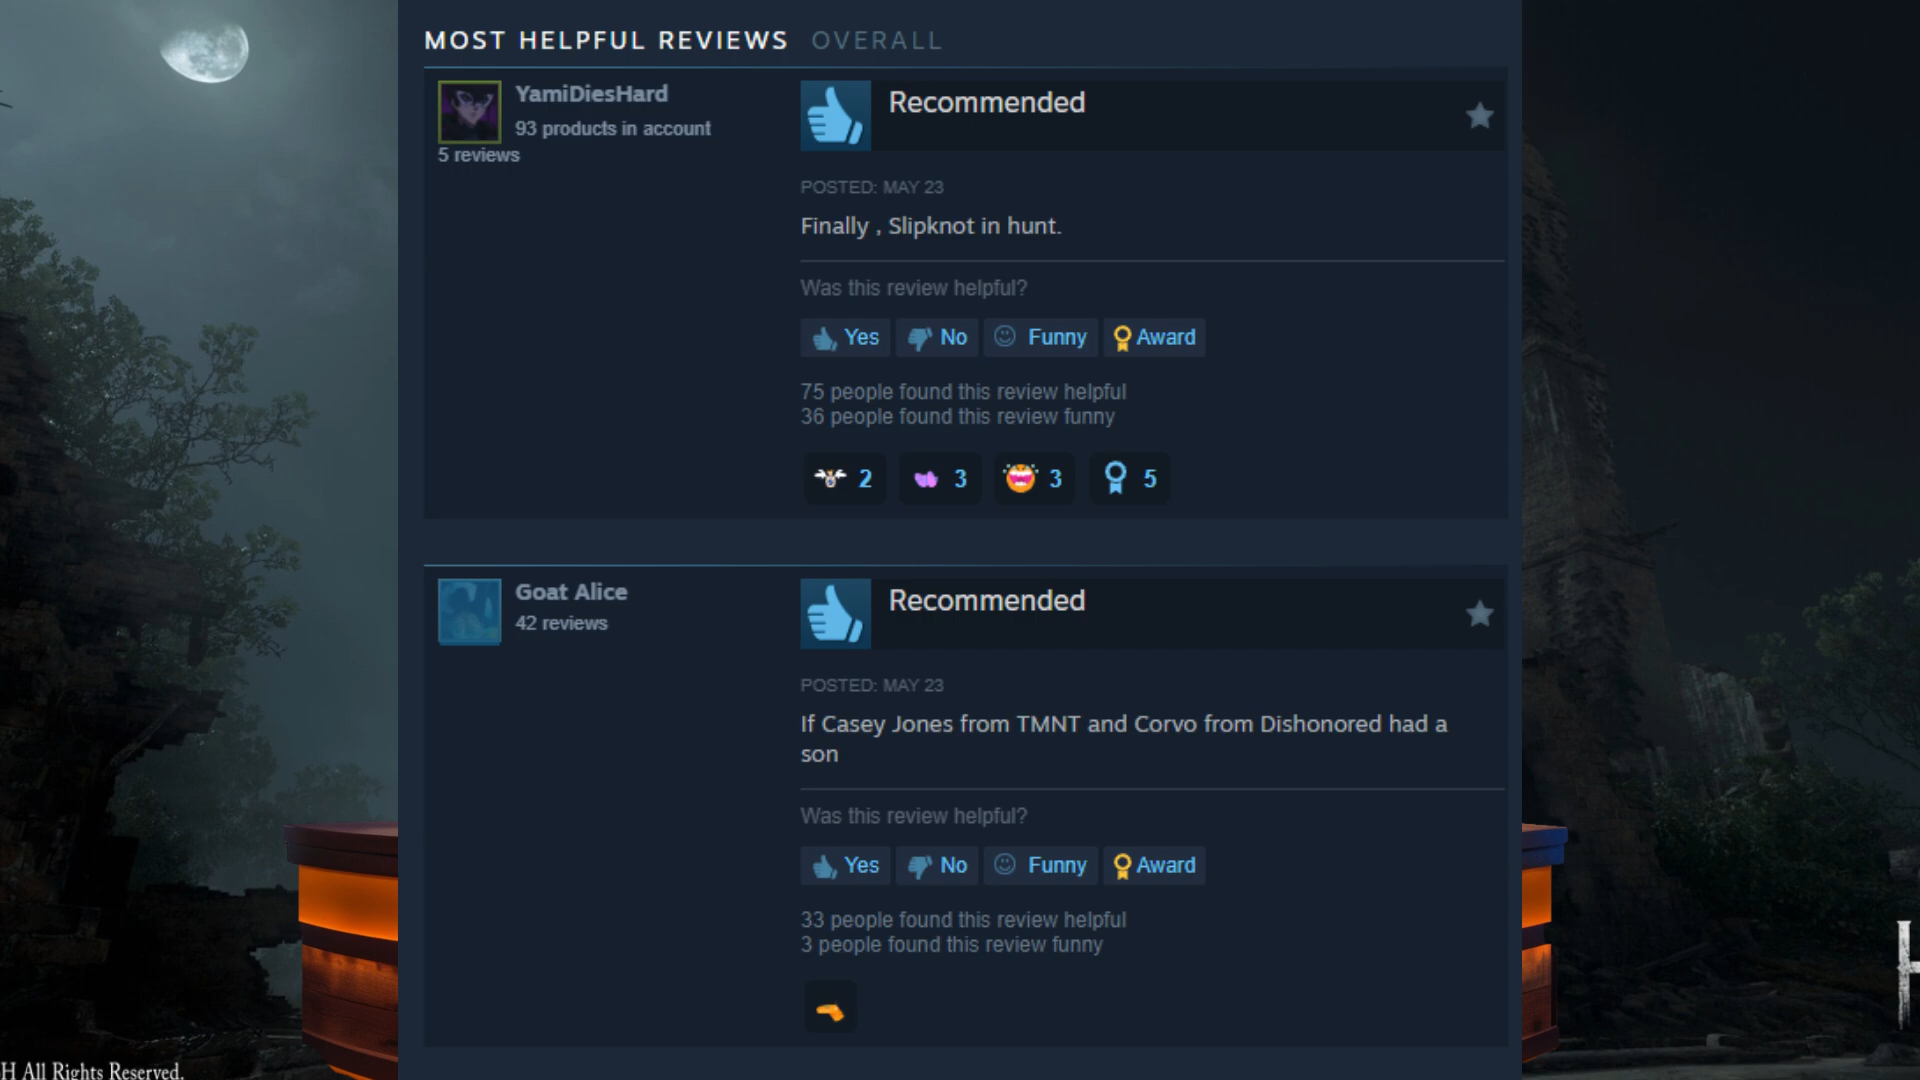 MOST HELPFUL REVIEWS OVERALL
YamiDiesHard
93 products in account
5 reviews
Recommended
POSTED: MAY 23
Finally , Slipknot in hunt.
Was this review helpful?
Yes No Funny Award
75 people found this review helpful
36 people found this review funny
2 3 3 5
Goat Alice
42 reviews
Recommended
POSTED: MAY 23
If Casey Jones from TMNT and Corvo from Dishonored had a
son
Was this review helpful?
Yes No Funny Award
33 people found this review helpful
3 people found this review funny
H All Rights Reserved.